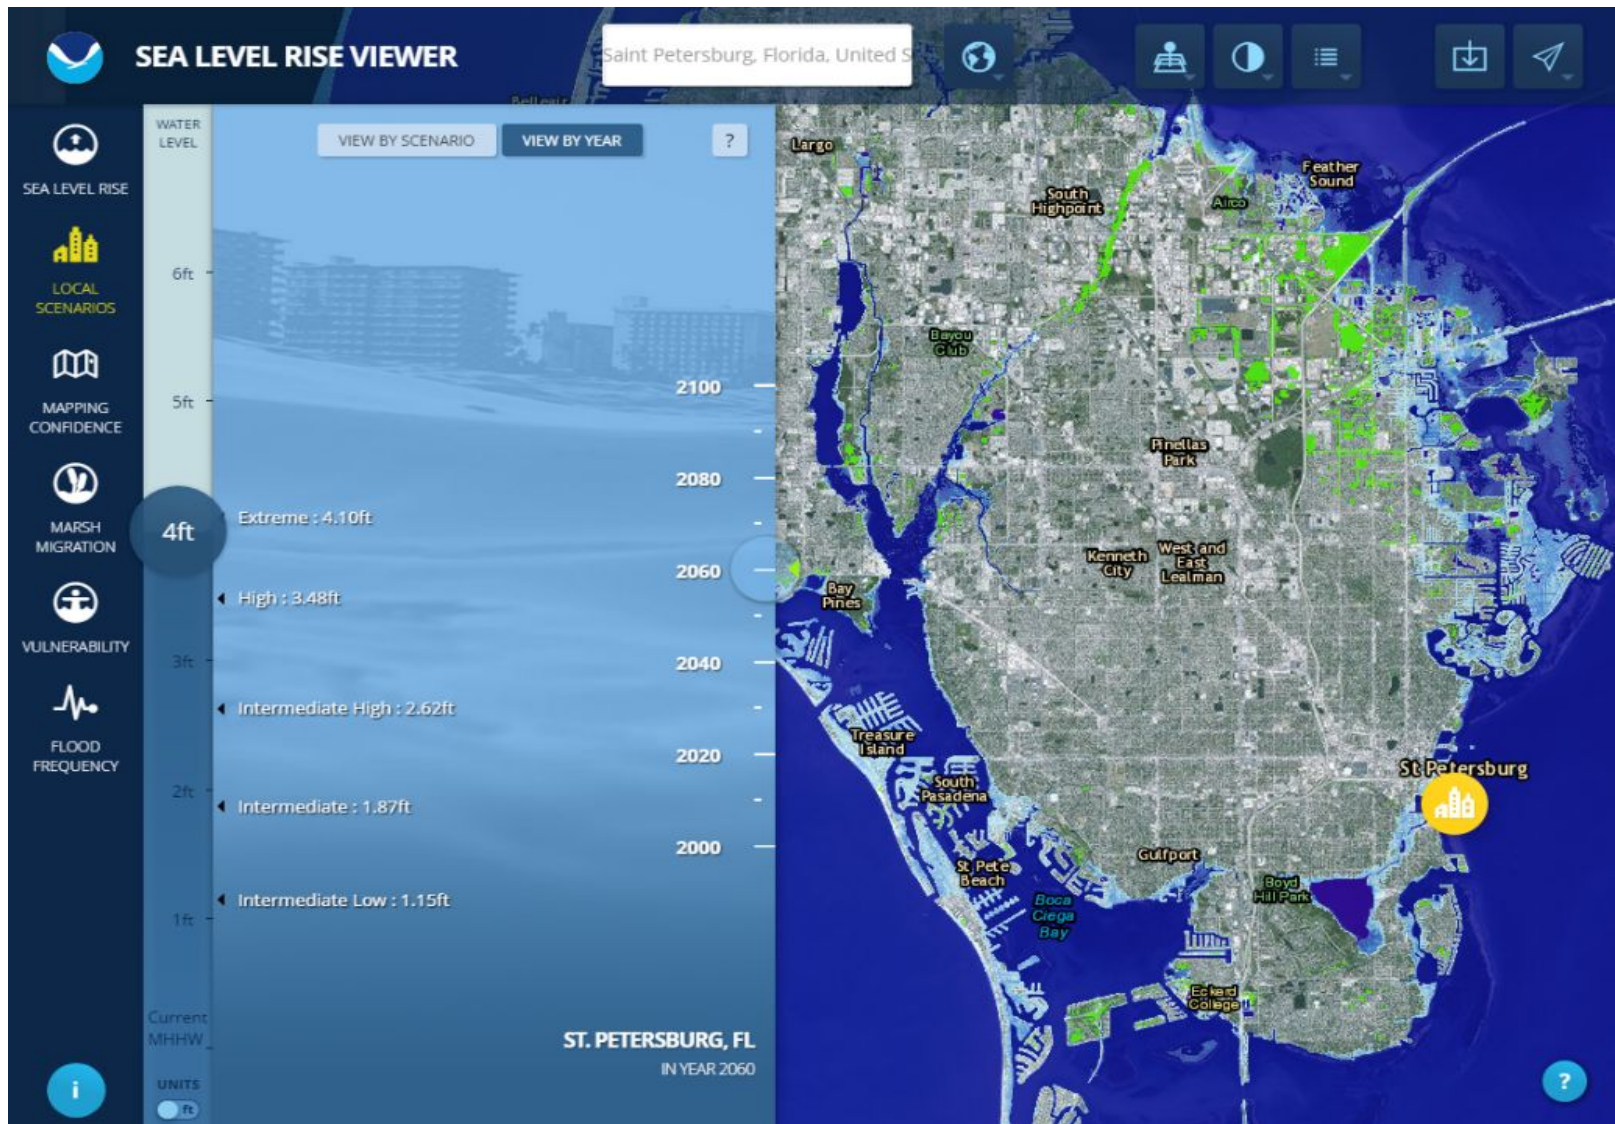 SEA LEVEL RISE VIEWER
Saint Petersburg, Florida, United S
Belleair
SEA LEVEL RISE
LOCAL
SCENARIOS
MAPPING
CONFIDENCE
MARSH
MIGRATION
VULNERABILITY
FLOOD
FREQUENCY
i
WATER
LEVEL
6ft
5ft
4ft
3ft
2ft
1ft
Current
MHHW
UNITS
ft
VIEW BY SCENARIO
VIEW BY YEAR
?
Extreme : 4.10ft
High : 3.48ft
Intermediate High : 2.62ft
Intermediate : 1.87ft
Intermediate Low : 1.15ft
2100
2080
2060
2040
2020
2000
ST. PETERSBURG, FL
IN YEAR 2060
Largo
South
Highpoint
Feather
Sound
Airco
Bayou
Club
Pinellas
Park
Kenneth
City
West and
East
Lealman
Bay
Pines
Treasure
Island
South
Pasadena
St Petersburg
St Pete
Beach
Gulfport
Boyd
Hill Park
Boca
Ciega
Bay
Eckerd
College
?